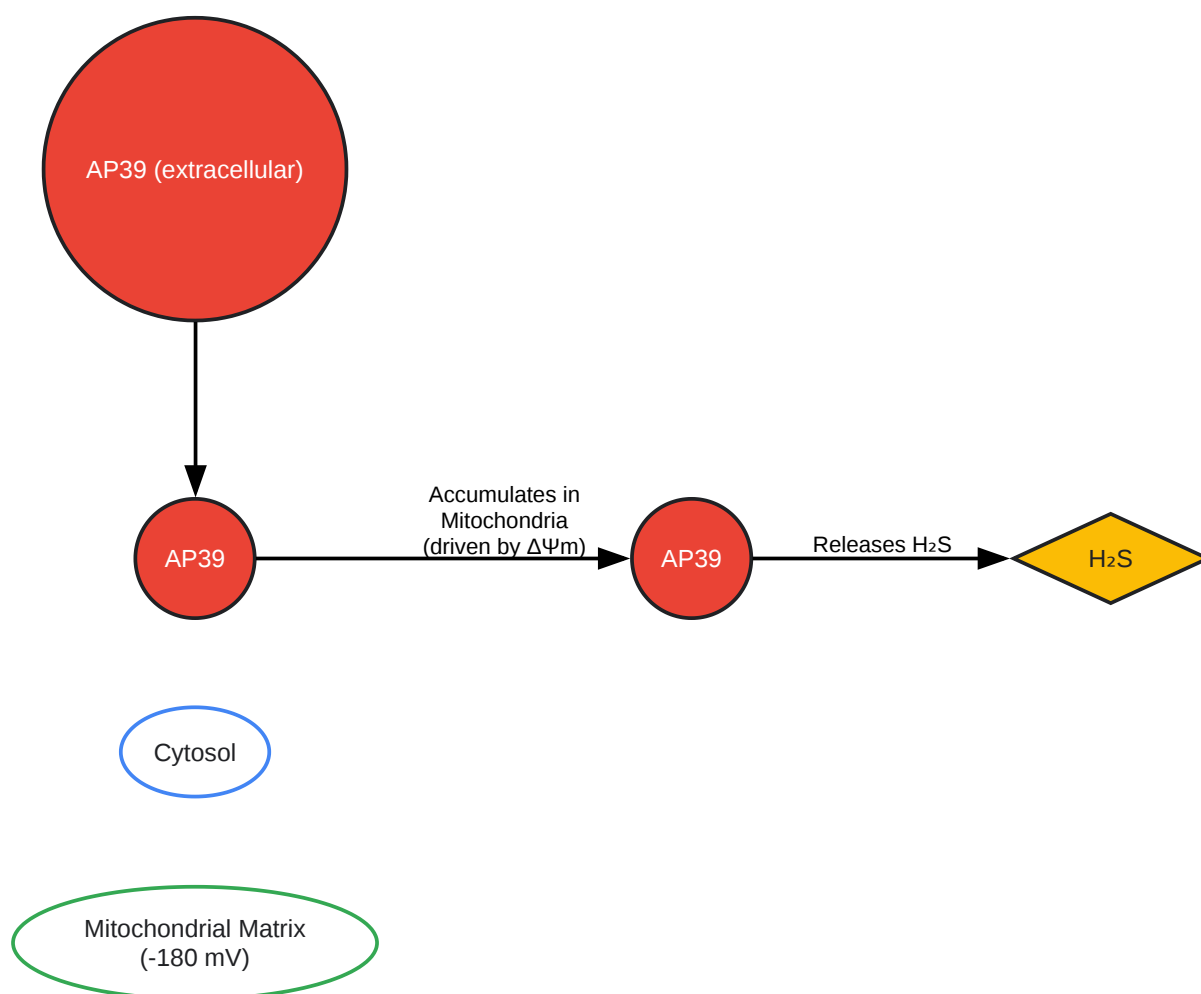 AP39 (extracellular)
Accumulates in
Mitochondria
(driven by ΔΨm)
AP39
AP39
Releases H₂S
H₂S
Cytosol
Mitochondrial Matrix
(-180 mV)